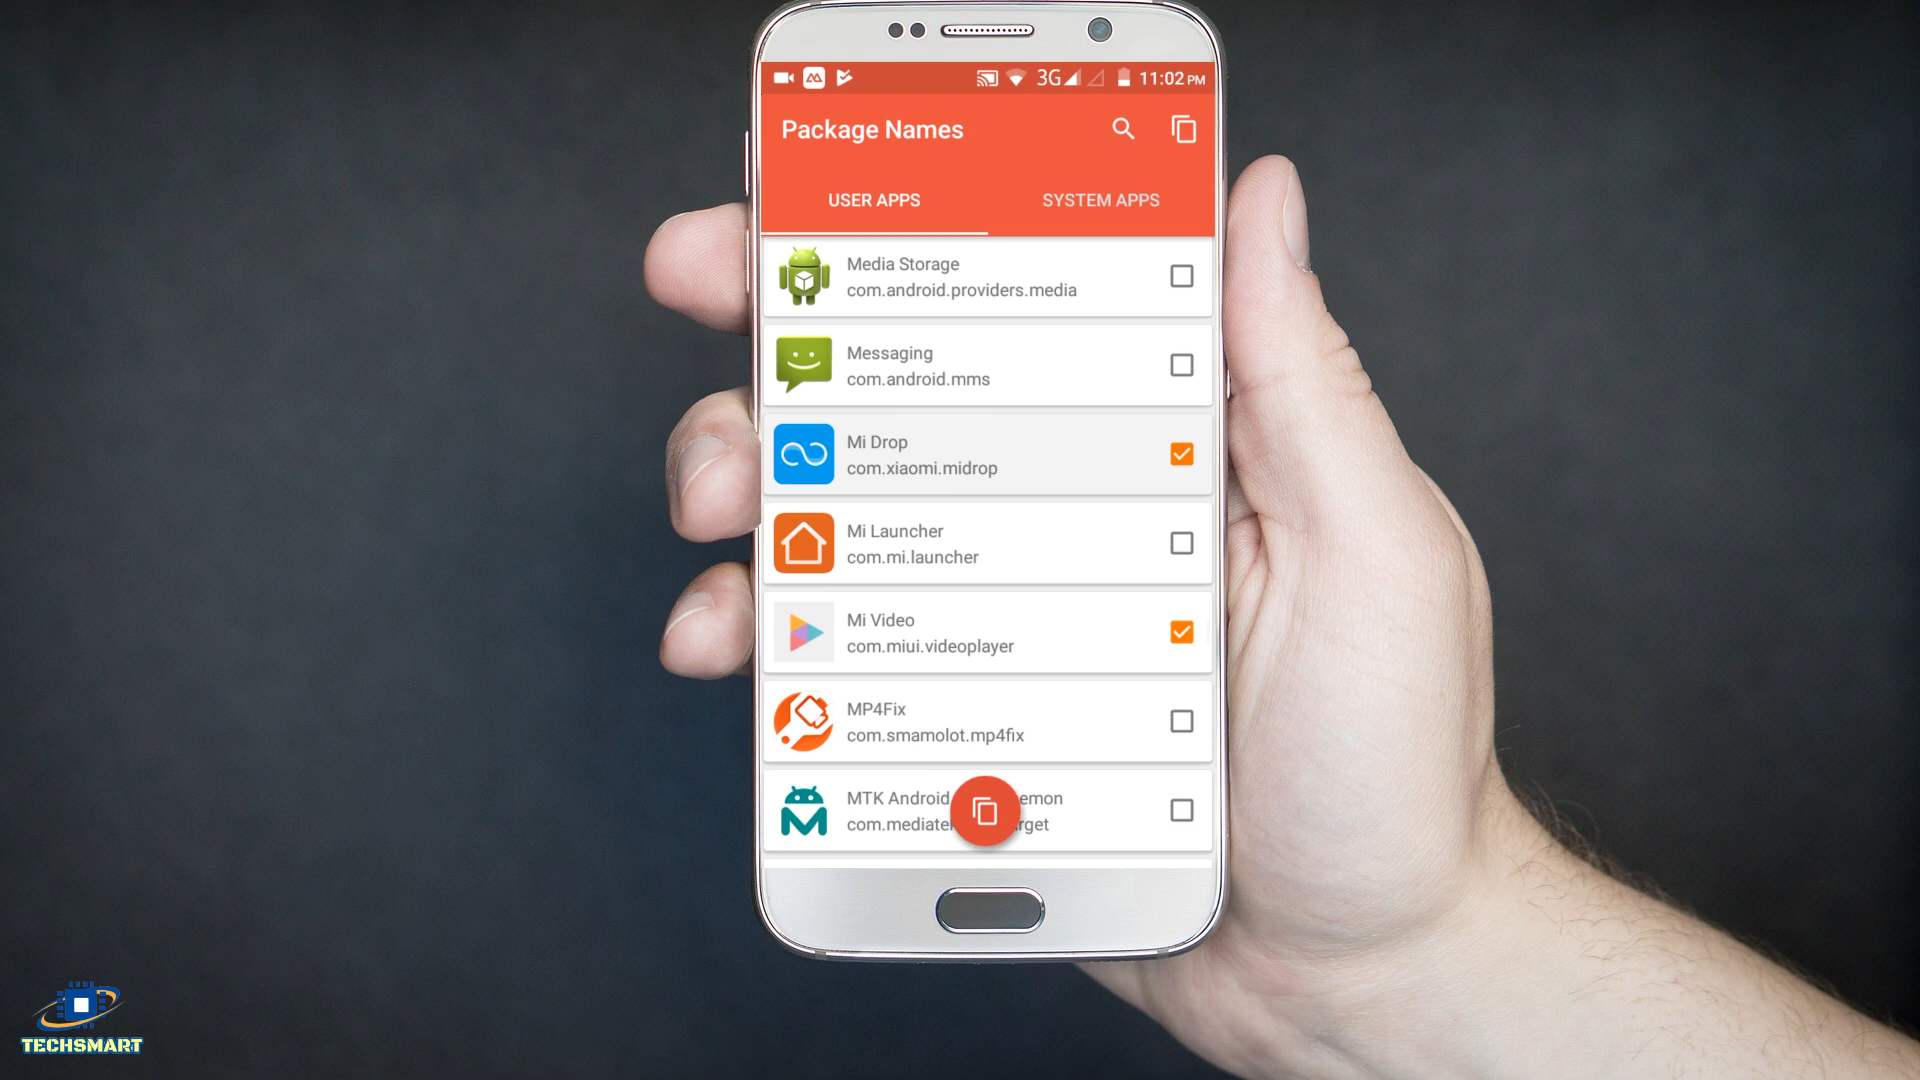 3G 11:02 PM
Package Names
USER APPS SYSTEM APPS
Media Storage
com.android.providers.media
Messaging
com.android.mms
Mi Drop
com.xiaomi.midrop
Mi Launcher
com.mi.launcher
Mi Video
com.miui.videoplayer
MP4Fix
com.smamolot.mp4fix
MTK Android
TECHSMART